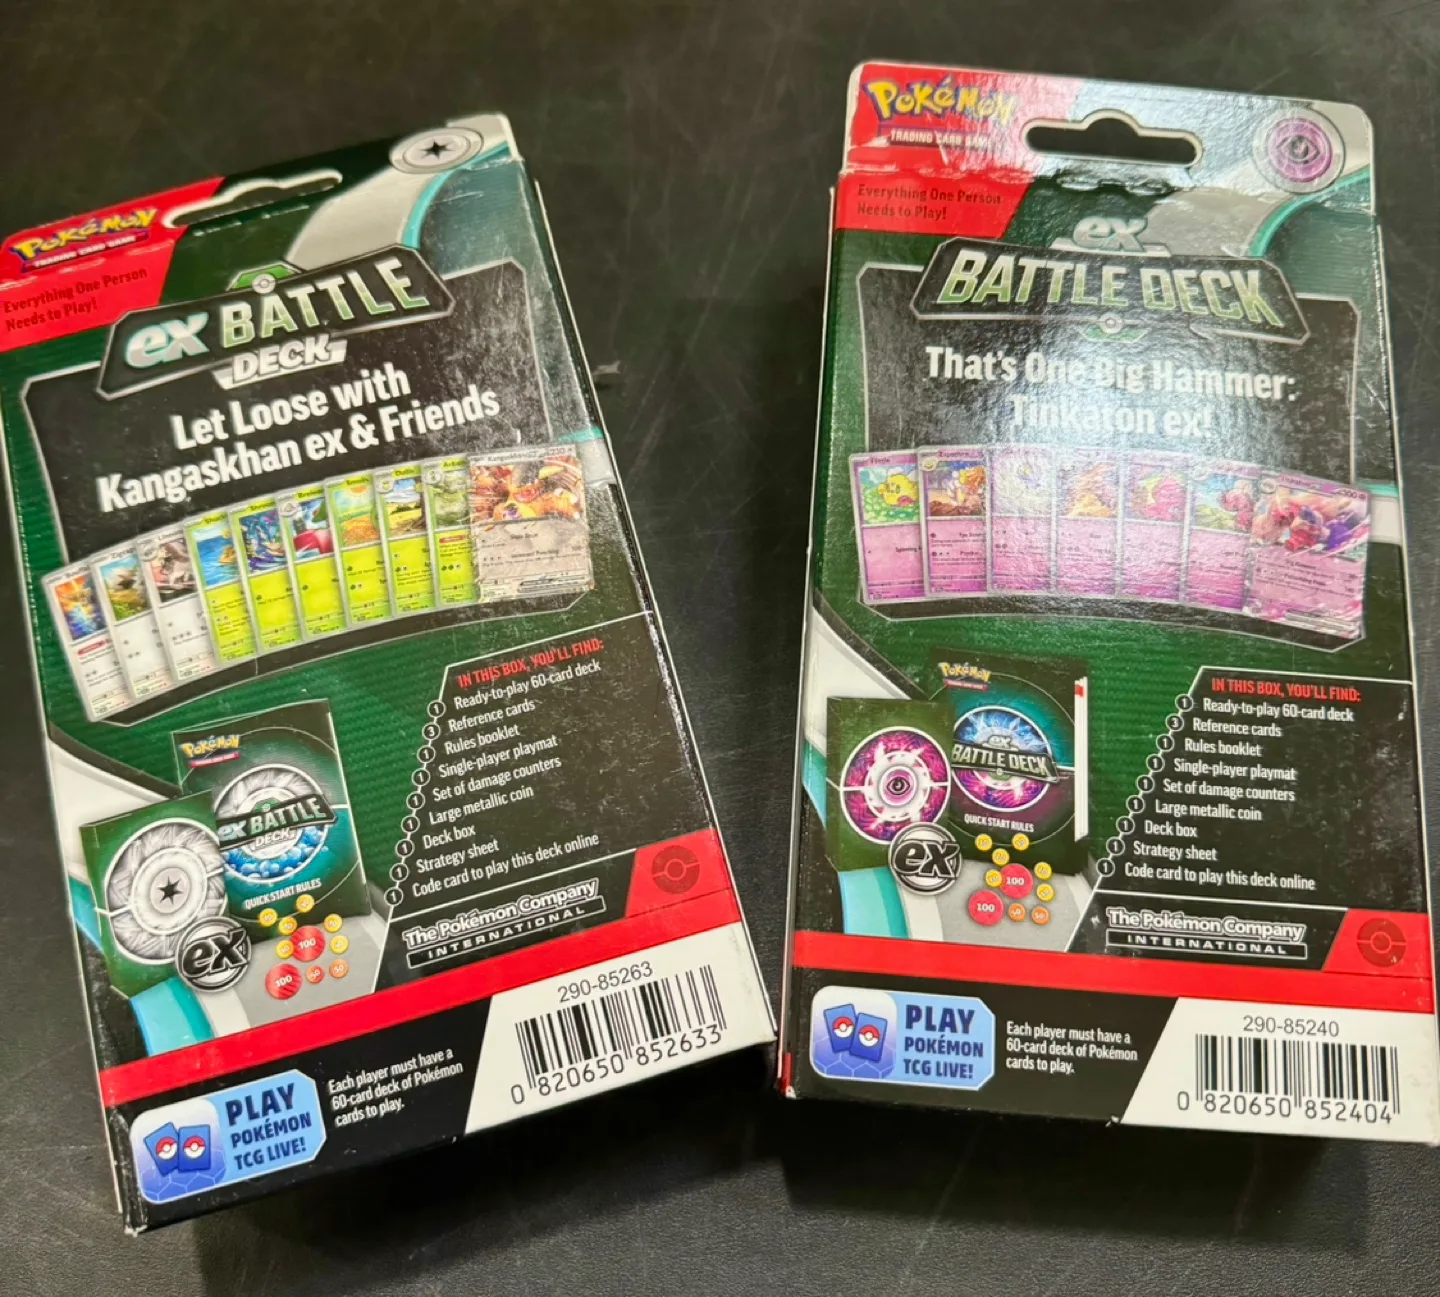 POKéMON
TRADING CARD GAME
Everything One Person
Needs to Play!
ex BATTLE
DECK
Let Loose with
Kangaskhan ex & Friends
IN THIS BOX, YOU'LL FIND:
1 Ready-to-play 60-card deck
3 Reference cards
1 Rules booklet
1 Single-player playmat
1 Set of damage counters
1 Large metallic coin
1 Deck box
1 Strategy sheet
1 Code card to play this deck online
POKéMON
ex BATTLE
DECK
QUICK START RULES
ex
100
100
50
50
The Pokémon Company
INTERNATIONAL
290-85263
0 820650 852633
PLAY
POKÉMON
TCG LIVE!
Each player must have a
60-card deck of Pokémon
cards to play.
POKéMON
TRADING CARD GAME
Everything One Person
Needs to Play!
ex
BATTLE DECK
That's One Big Hammer:
Tinkaton ex!
IN THIS BOX, YOU'LL FIND:
1 Ready-to-play 60-card deck
3 Reference cards
1 Rules booklet
1 Single-player playmat
1 Set of damage counters
1 Large metallic coin
1 Deck box
1 Strategy sheet
1 Code card to play this deck online
POKéMON
ex
BATTLE DECK
QUICK START RULES
ex
100
100
50
50
The Pokémon Company
INTERNATIONAL
290-85240
0 820650 852404
PLAY
POKÉMON
TCG LIVE!
Each player must have a
60-card deck of Pokémon
cards to play.